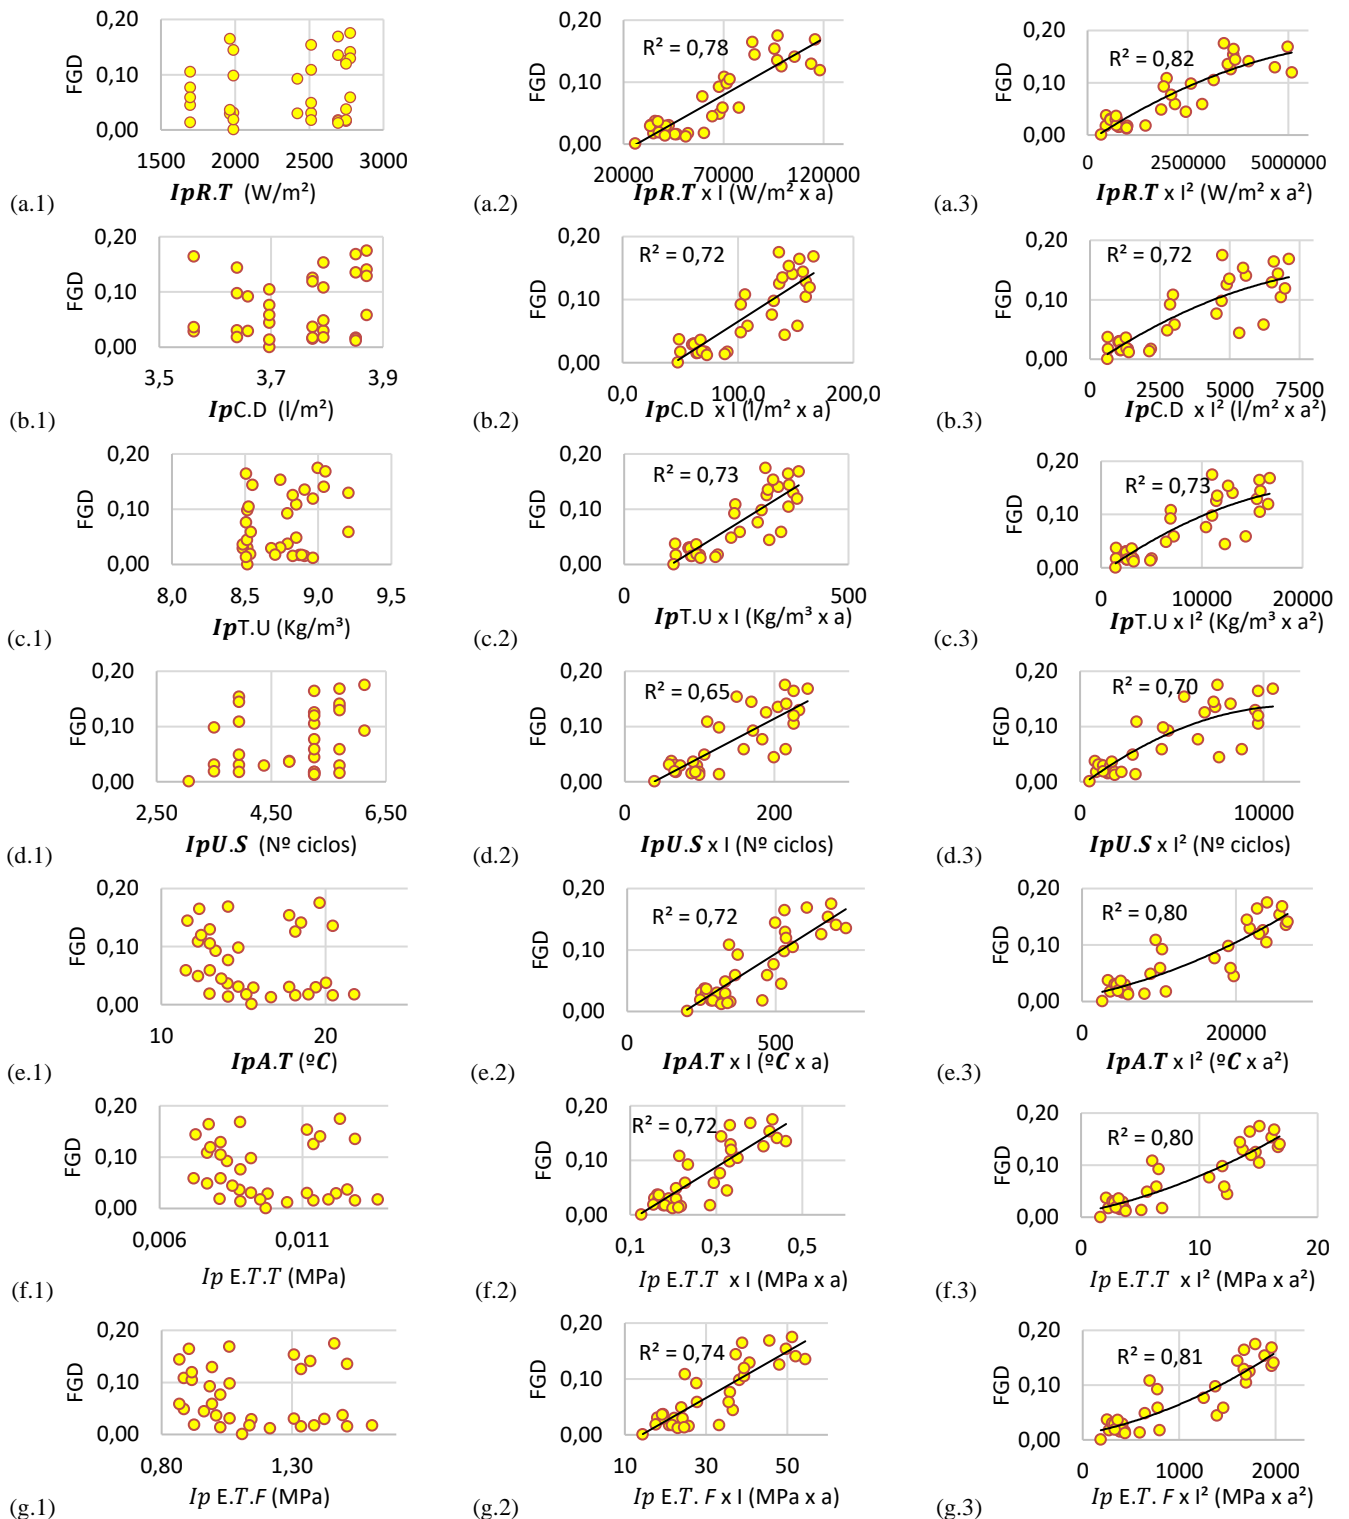 0,20
0,10
0,00
FGD
1500 2000 2500 3000
IpR.T (W/m²)
(a.1)
0,20
0,10
0,00
FGD
R² = 0,78
20000 70000 120000
IpR.T x I (W/m² x a)
(a.2)
0,20
0,10
0,00
FGD
R² = 0,82
0 2500000 5000000
IpR.T x I² (W/m² x a²)
(a.3)
0,20
0,10
0,00
FGD
3,5 3,7 3,9
IpC.D (l/m²)
(b.1)
0,20
0,10
0,00
FGD
R² = 0,72
0,0 100,0 200,0
IpC.D x I (l/m² x a)
(b.2)
0,20
0,10
0,00
FGD
R² = 0,72
0 2500 5000 7500
IpC.D x I² (l/m² x a²)
(b.3)
0,20
0,10
0,00
FGD
8,0 8,5 9,0 9,5
IpT.U (Kg/m³)
(c.1)
0,20
0,10
0,00
FGD
R² = 0,73
0 500
IpT.U x I (Kg/m³ x a)
(c.2)
0,20
0,10
0,00
FGD
R² = 0,73
0 10000 20000
IpT.U x I² (Kg/m³ x a²)
(c.3)
0,20
0,10
0,00
FGD
2,50 4,50 6,50
IpU.S (Nº ciclos)
(d.1)
0,20
0,10
0,00
FGD
R² = 0,65
0 200
IpU.S x I (Nº ciclos)
(d.2)
0,20
0,10
0,00
FGD
R² = 0,70
0 10000
IpU.S x I² (Nº ciclos)
(d.3)
0,20
0,10
0,00
FGD
10 20
IpA.T (ºC)
(e.1)
0,20
0,10
0,00
FGD
R² = 0,72
0 500
IpA.T x I (ºC x a)
(e.2)
0,20
0,10
0,00
FGD
R² = 0,80
0 20000
IpA.T x I² (ºC x a²)
(e.3)
0,20
0,10
0,00
FGD
0,006 0,011
Ip E.T.T (MPa)
(f.1)
0,20
0,10
0,00
FGD
R² = 0,72
0,1 0,3 0,5
Ip E.T.T x I (MPa x a)
(f.2)
0,20
0,10
0,00
FGD
R² = 0,80
0 10 20
Ip E.T.T x I² (MPa x a²)
(f.3)
0,20
0,10
0,00
FGD
0,80 1,30
Ip E.T.F (MPa)
(g.1)
0,20
0,10
0,00
FGD
R² = 0,74
10 30 50
Ip E.T. F x I (MPa x a)
(g.2)
0,20
0,10
0,00
FGD
R² = 0,81
0 1000 2000
Ip E.T. F x I² (MPa x a²)
(g.3)